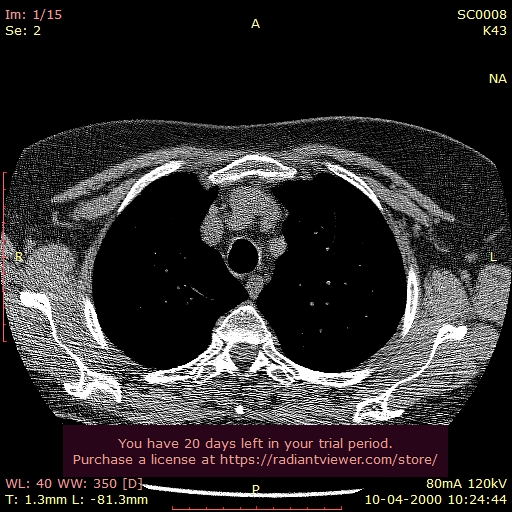 Im: 1/15
Se: 2
A
SC0008
K43
NA
R
L
You have 20 days left in your trial period.
Purchase a license at https://radiantviewer.com/store/
WL: 40 WW: 350 [D]
T: 1.3mm L: -81.3mm
P
80mA 120kV
10-04-2000 10:24:44